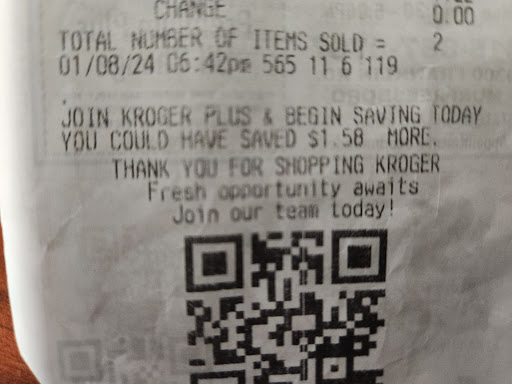 CHANGE 0.00
TOTAL NUMBER OF ITEMS SOLD = 2
01/08/24 06:42pm 565 11 6 119
.
JOIN KROGER PLUS & BEGIN SAVING TODAY
YOU COULD HAVE SAVED $1.58 MORE.
THANK YOU FOR SHOPPING KROGER
Fresh opportunity awaits
Join our team today!